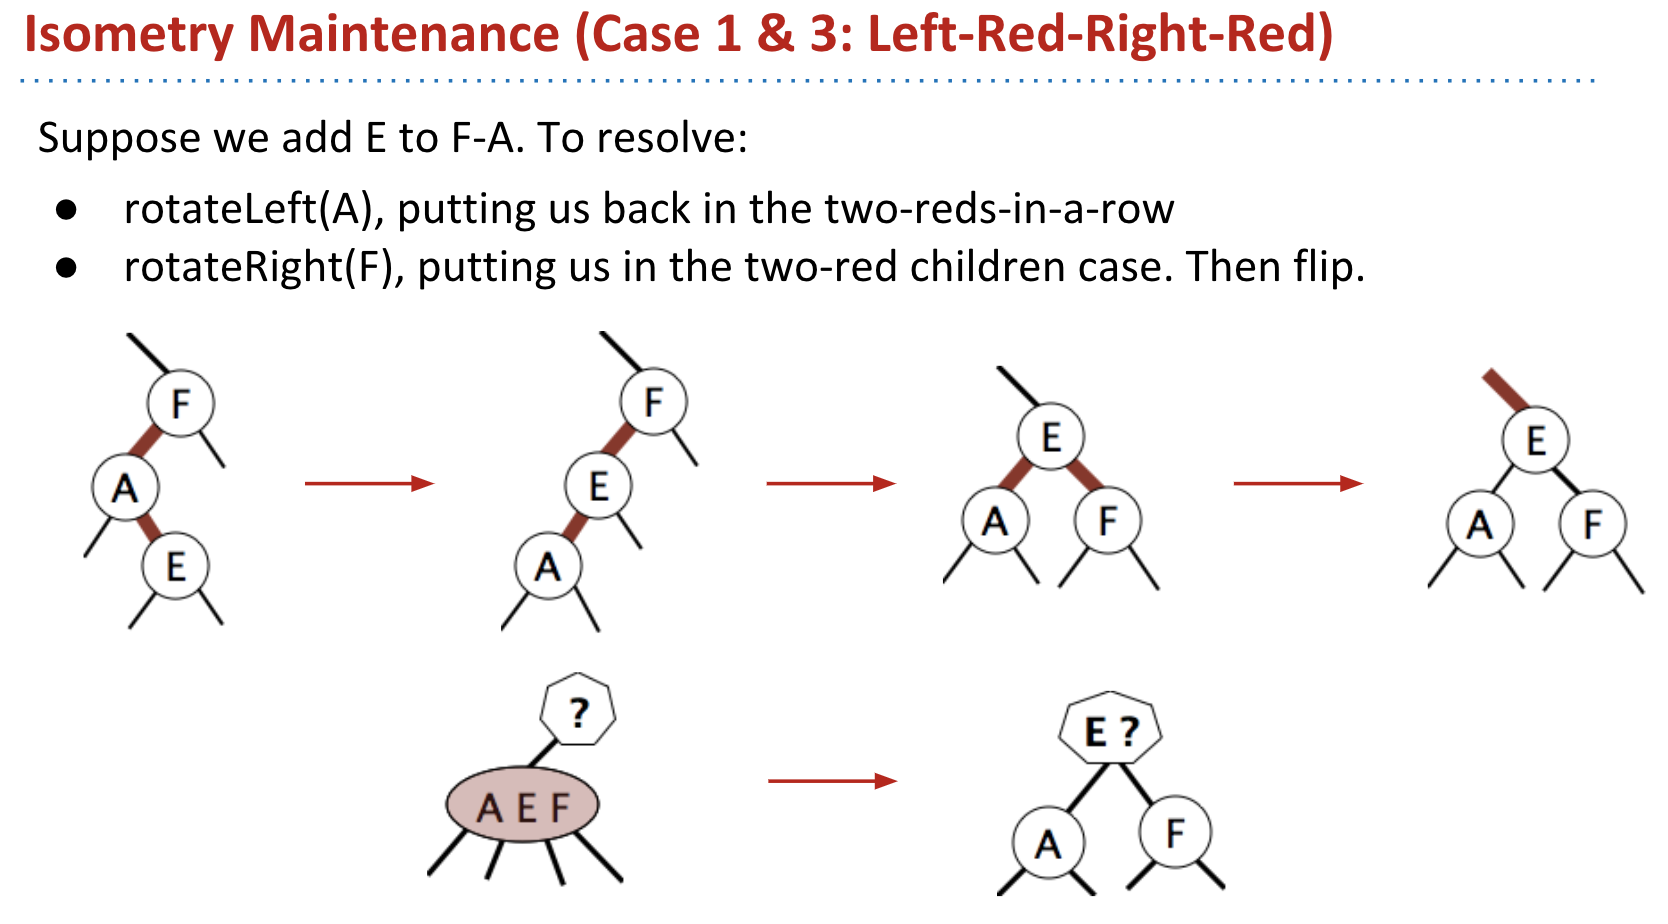 Isometry Maintenance (Case 1 & 3: Left-Red-Right-Red)
Suppose we add E to F-A. To resolve:
● rotateLeft(A), putting us back in the two-reds-in-a-row
● rotateRight(F), putting us in the two-red children case. Then flip.
F
A
E
F
E
A
E
A
F
E
A
F
?
A E F
E ?
A
F